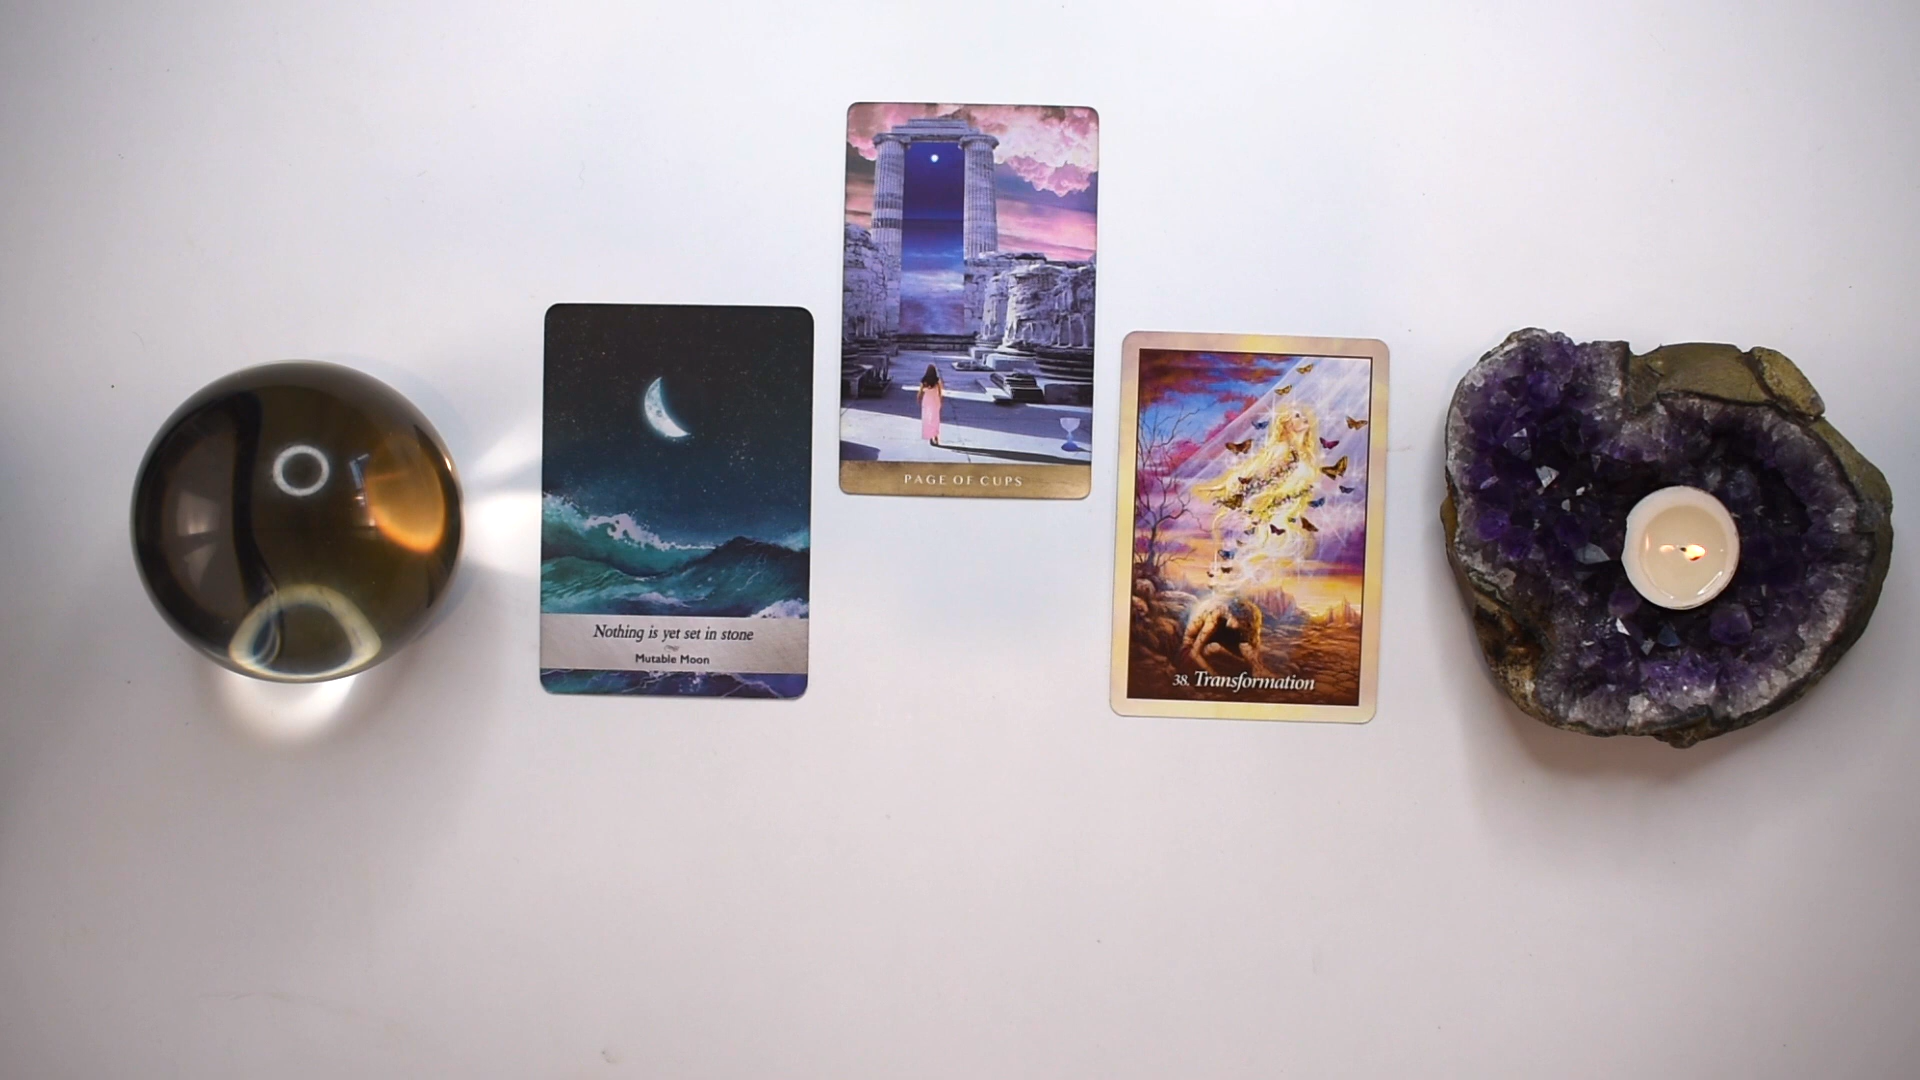 Nothing is yet set in stone
Mutable Moon
PAGE OF CUPS
38. Transformation